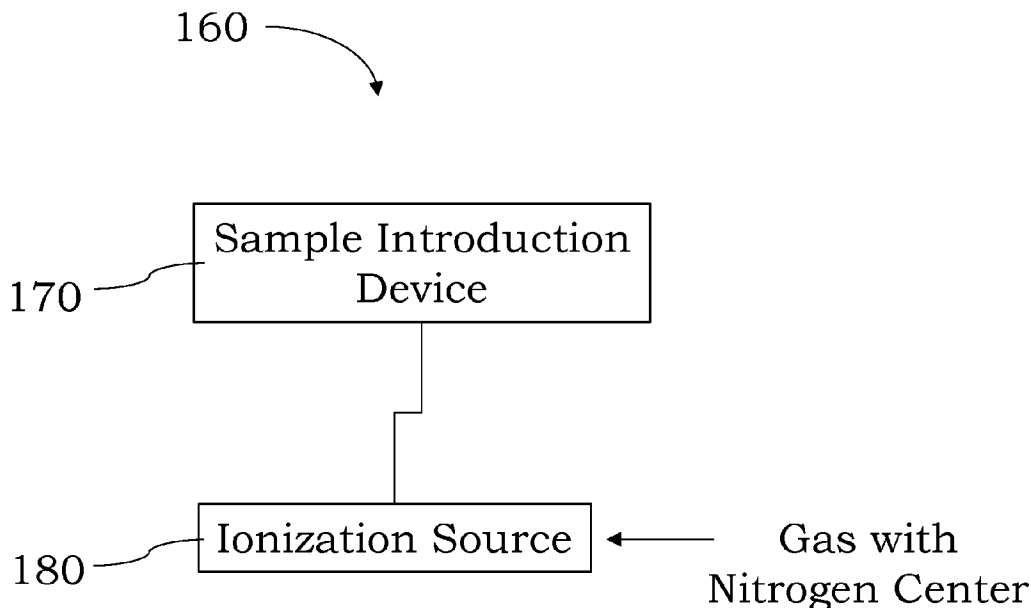 160
Sample Introduction
Device
170
Ionization Source
180
Gas with
Nitrogen Center